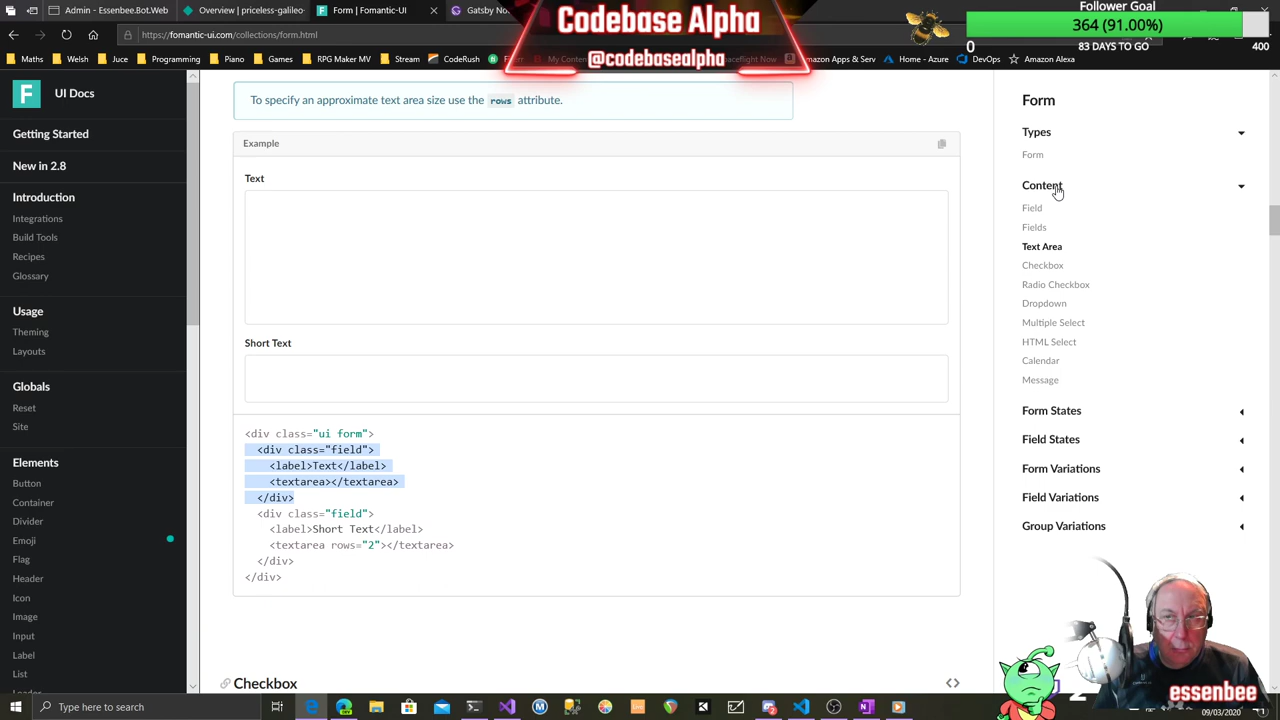 Admin - Essenbee.Bot.Web
Overview | priceless-galileo
Form | Fomantic-UI
Gatsby No
Codebase Alpha
@codebasealpha
Follower Goal
364 (91.00%)
0
83 DAYS TO GO
400
https://fomantic-ui.com/collections/form.html
Maths
Welsh
Juce
Programming
Piano
Games
RPG Maker MV
Stream
CodeRush
My Conten
Amazon Apps & Serv
Home - Azure
DevOps
Amazon Alexa
UI Docs
Getting Started
New in 2.8
Introduction
Integrations
Build Tools
Recipes
Glossary
Usage
Theming
Layouts
Globals
Reset
Site
Elements
Button
Container
Divider
Emoji
Flag
Header
Icon
Image
Input
Label
List
Loader
To specify an approximate text area size use the rows attribute.
Example
Text
Short Text
<div class="ui form">
<div class="field">
<label>Text</label>
<textarea></textarea>
</div>
<div class="field">
<label>Short Text</label>
<textarea rows="2"></textarea>
</div>
</div>
Checkbox
Form
Types
Form
Content
Field
Fields
Text Area
Checkbox
Radio Checkbox
Dropdown
Multiple Select
HTML Select
Calendar
Message
Form States
Field States
Form Variations
Field Variations
Group Variations
essenbee
Type here to search
09/03/2020